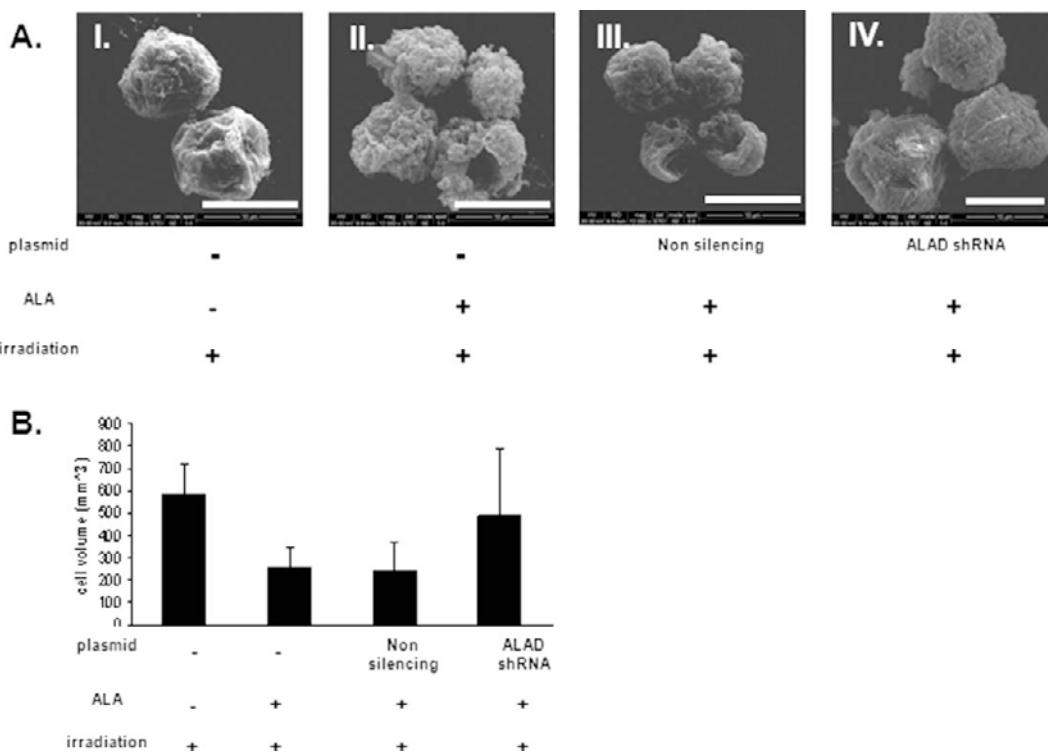 A.
I. II. III. IV.
plasmid - - Non silencing ALAD shRNA
ALA - + + +
irradiation + + + +
B.
900
800
700
600
500
400
300
200
100
0
cell volume (mm^3)
plasmid - - Non silencing ALAD shRNA
ALA - + + +
irradiation + + + +